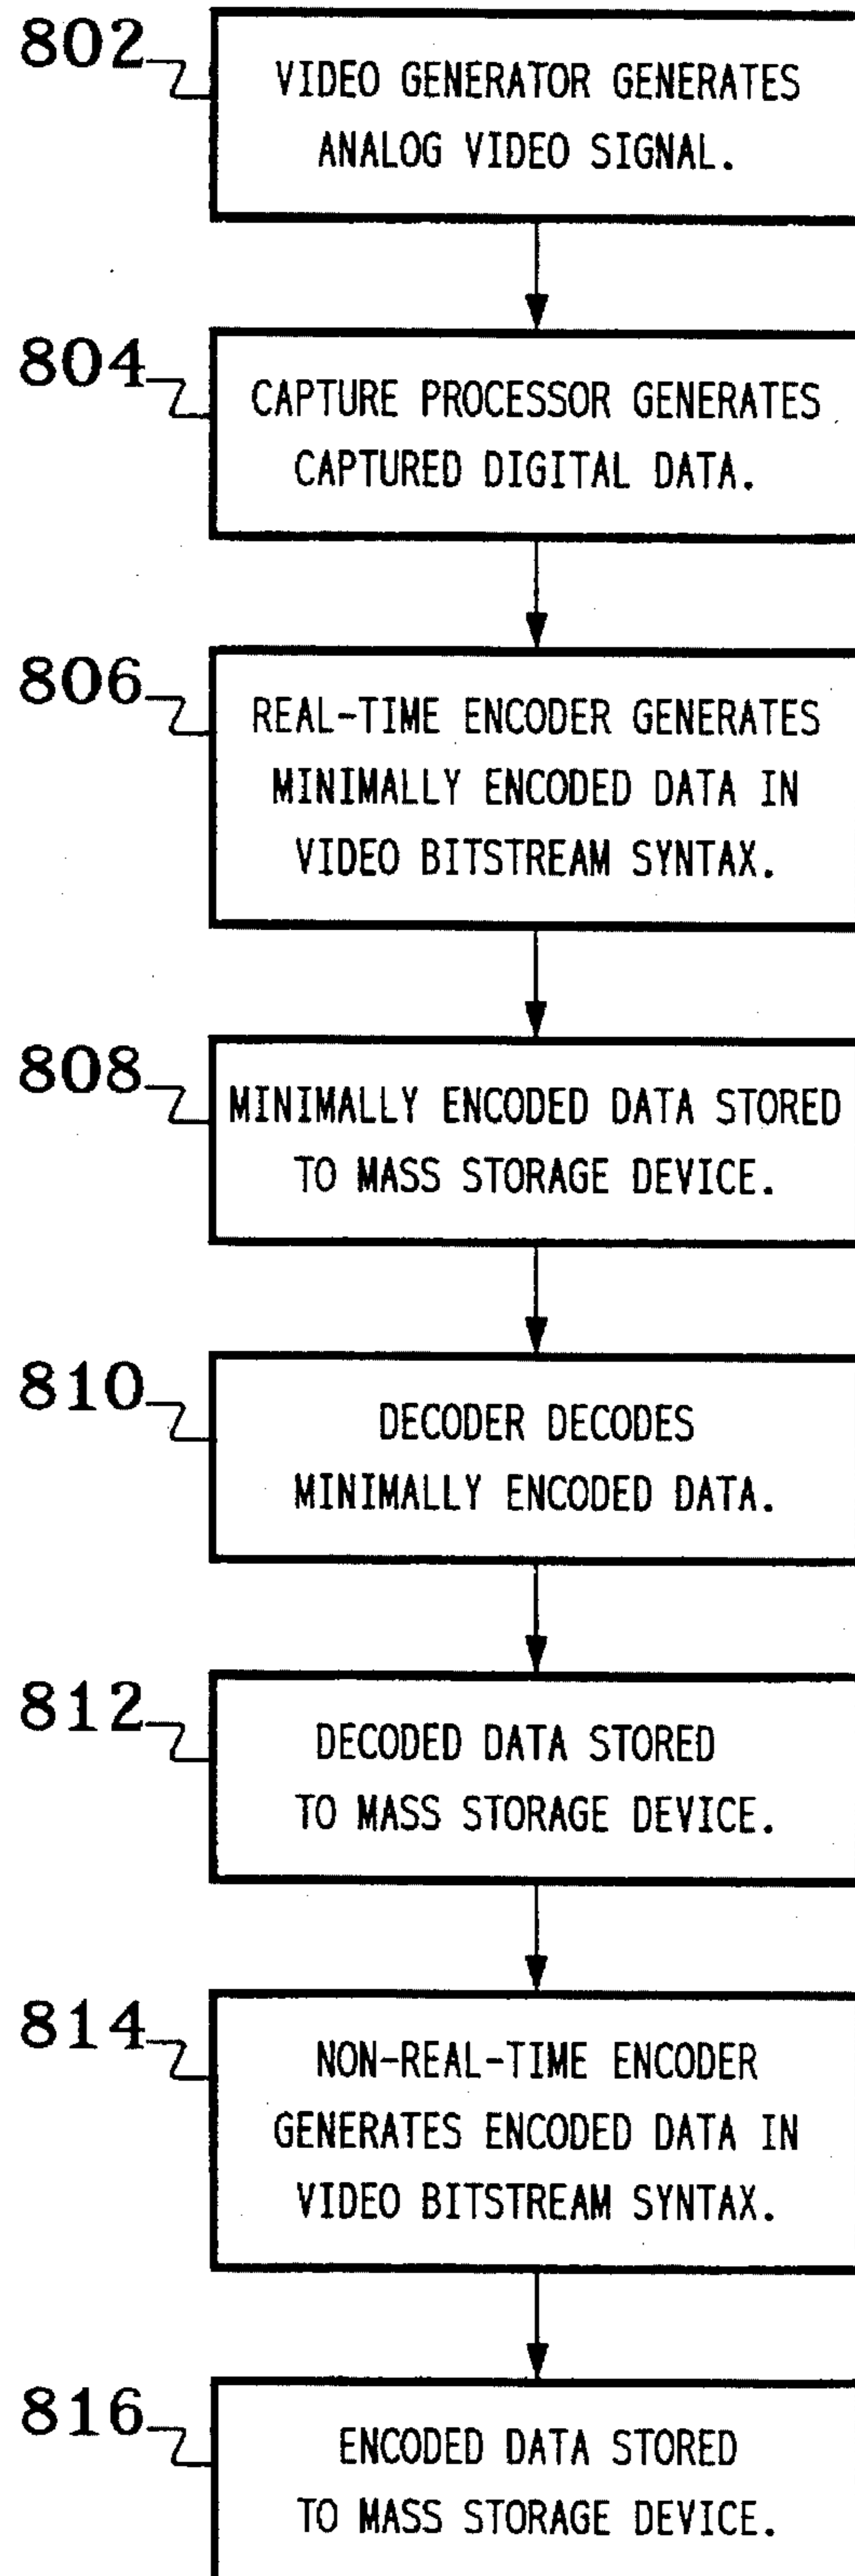 802
VIDEO GENERATOR GENERATES
ANALOG VIDEO SIGNAL.
804
CAPTURE PROCESSOR GENERATES
CAPTURED DIGITAL DATA.
806
REAL-TIME ENCODER GENERATES
MINIMALLY ENCODED DATA IN
VIDEO BITSTREAM SYNTAX.
808
MINIMALLY ENCODED DATA STORED
TO MASS STORAGE DEVICE.
810
DECODER DECODES
MINIMALLY ENCODED DATA.
812
DECODED DATA STORED
TO MASS STORAGE DEVICE.
814
NON-REAL-TIME ENCODER
GENERATES ENCODED DATA IN
VIDEO BITSTREAM SYNTAX.
816
ENCODED DATA STORED
TO MASS STORAGE DEVICE.